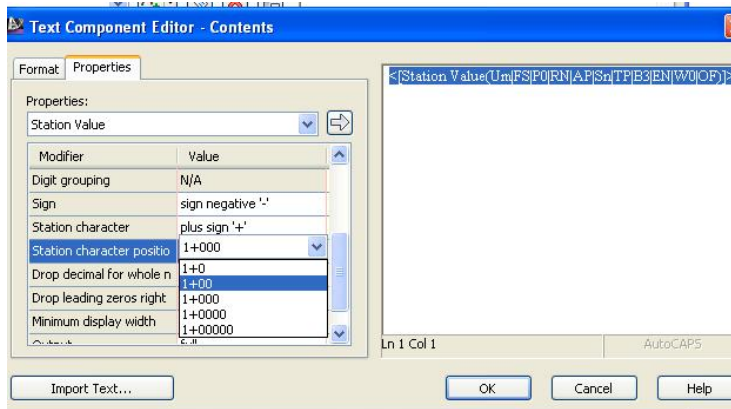 Text Component Editor - Contents
Format Properties
Properties:
Station Value
Modifier Value
Digit grouping N/A
Sign sign negative '-'
Station character plus sign '+'
Station character positio 1+000
1+0
Drop decimal for whole n
1+00
Drop leading zeros right 1+000
1+0000
Minimum display width
1+00000
Output full
<[Station Value(Um|FS|P0|RN|AP|Sn|TP|B3|EN|W0|OF)]>
Ln 1 Col 1 AutoCAPS
Import Text... OK Cancel Help